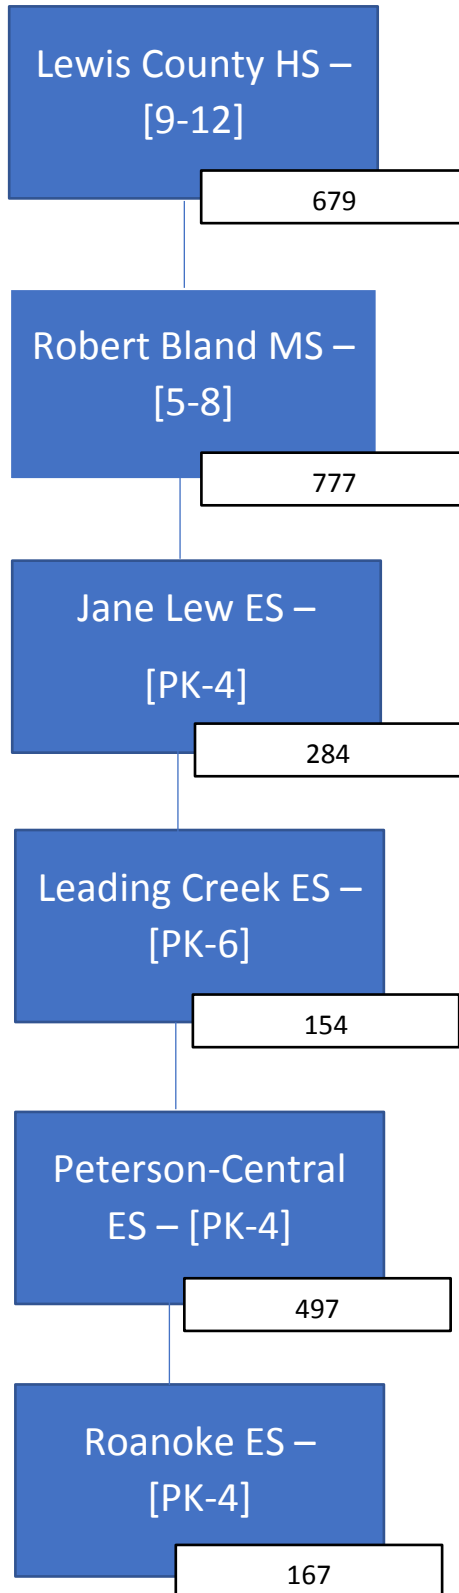 Lewis County HS –
[9-12]
679
Robert Bland MS –
[5-8]
777
Jane Lew ES –
[PK-4]
284
Leading Creek ES –
[PK-6]
154
Peterson-Central
ES – [PK-4]
497
Roanoke ES –
[PK-4]
167